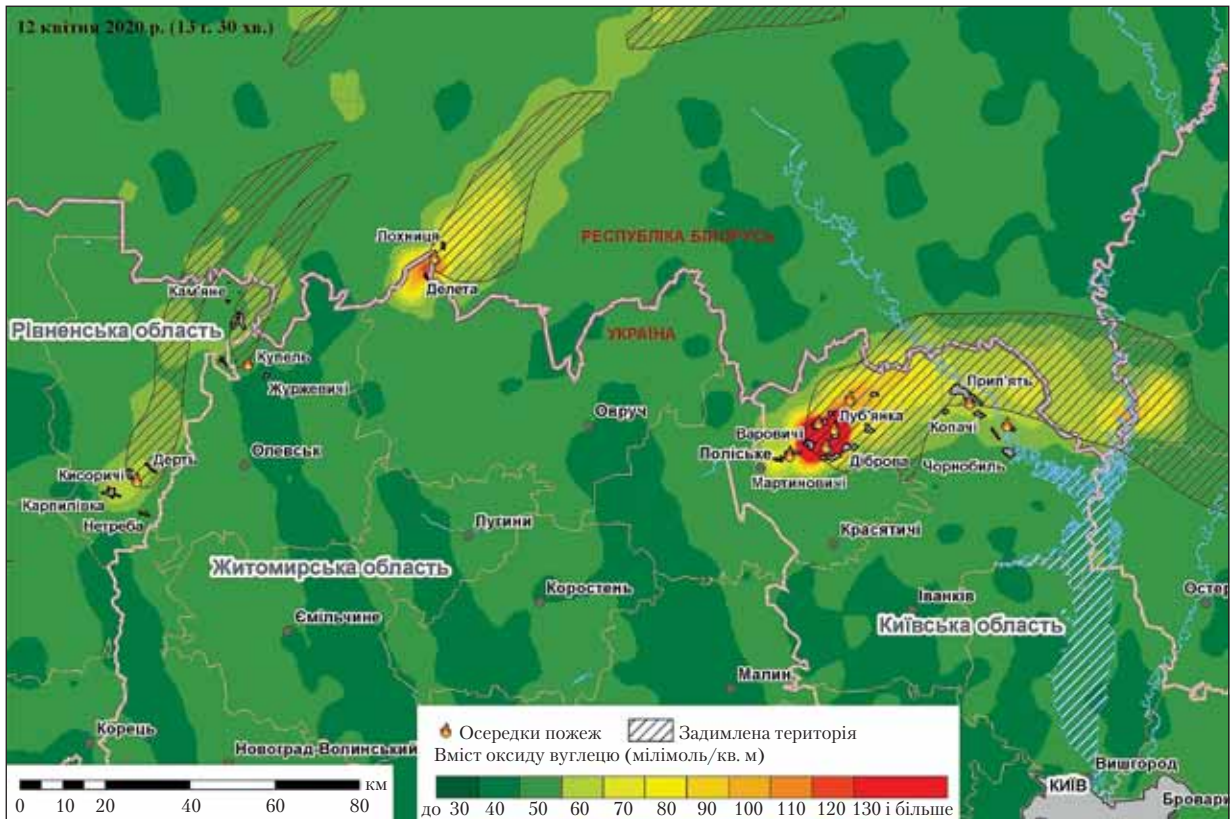 12 квітня 2020 р. (13 г. 30 хв.)
Лохниця
РЕСПУБЛІКА БІЛОРУСЬ
Кам'яне
Делета
Рівненська область
УКРАЇНА
Купель
Журжевичі
Прип'ять
Овруч
Луб'янка
Варовичі
Копачі
Олевськ
Поліське
Діброва
Чорнобиль
Дерть
Кисоричі
Мартиновичі
Карпилівка
Нетреба
Лугини
Красятичі
Житомирська область
Коростень
Іванків
Остер
Ємільчине
Київська область
Малин
Корець
Новоград-Волинський
Осередки пожеж
Задимлена територія
Вміст оксиду вуглецю (мілімоль/кв. м)
до 30 40 50 60 70 80 90 100 110 120 130 і більше
км
0 10 20 40 60 80
Вишгород
КИЇВ
Бровари